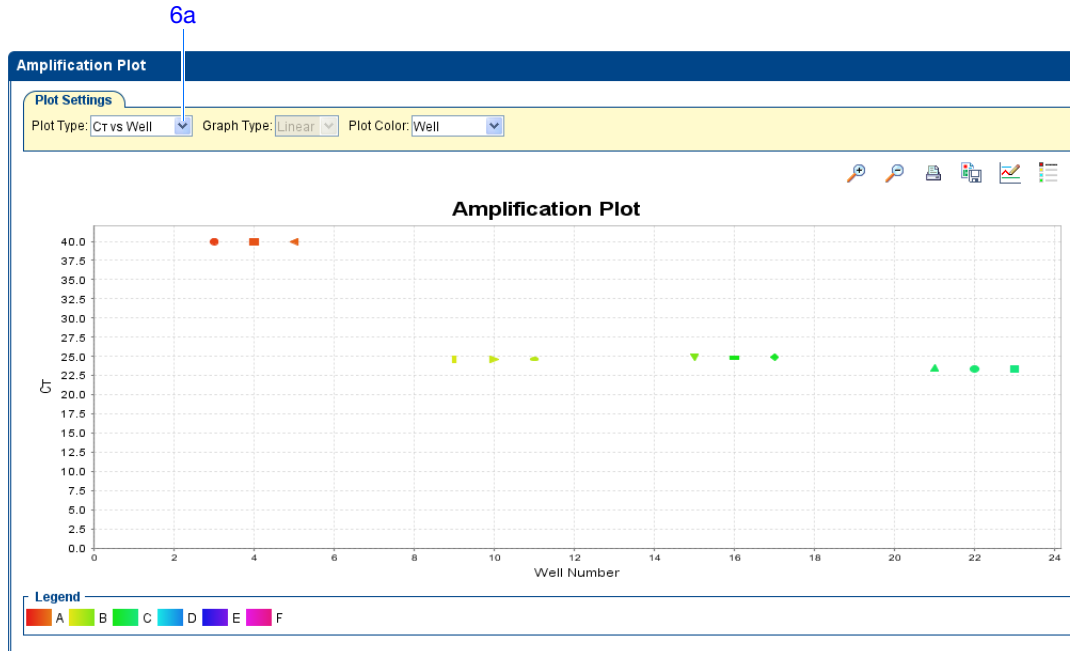 6a
Amplification Plot
Plot Settings
Plot Type: CT vs Well Graph Type: Linear Plot Color: Well
Amplification Plot
40.0
37.5
35.0
32.5
30.0
27.5
25.0
22.5
20.0
17.5
15.0
12.5
10.0
7.5
5.0
2.5
0.0
CT
0 2 4 6 8 10 12 14 16 18 20 22 24
Well Number
Legend
A B C D E F